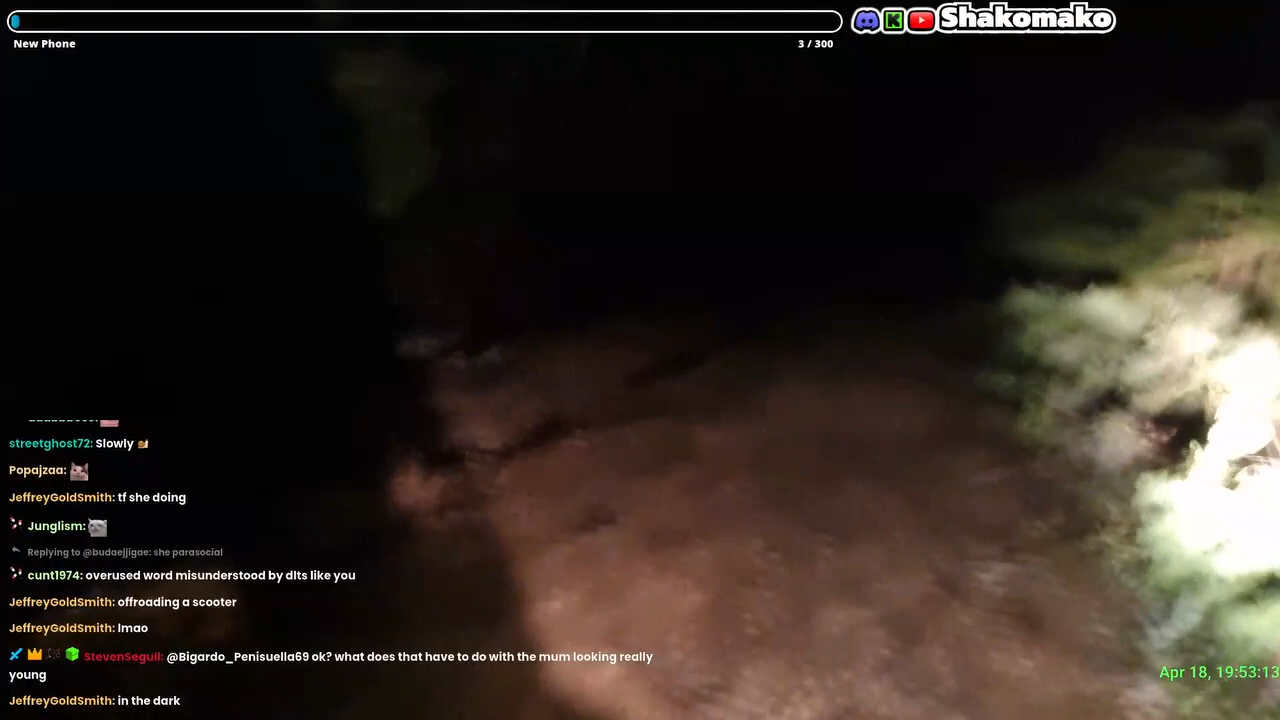 Shakomako
New Phone
3 / 300
streetghost72: Slowly
Popajzaa:
JeffreyGoldSmith: tf she doing
Junglism:
Replying to @budaejjigae: she parasocial
cunt1974: overused word misunderstood by dlts like you
JeffreyGoldSmith: offroading a scooter
JeffreyGoldSmith: lmao
StevenSegull: @Bigardo_Penisuella69 ok? what does that have to do with the mum looking really
young
Apr 18, 19:53:13
JeffreyGoldSmith: in the dark